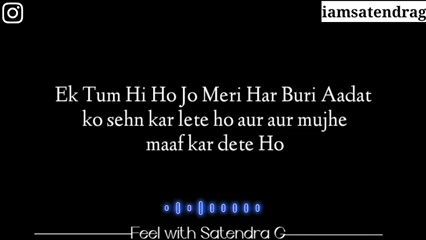 iamsatendrag
Ek Tum Hi Ho Jo Meri Har Buri Aadat
ko sehn kar lete ho aur aur mujhe
maaf kar dete Ho
Feel with Satendra G